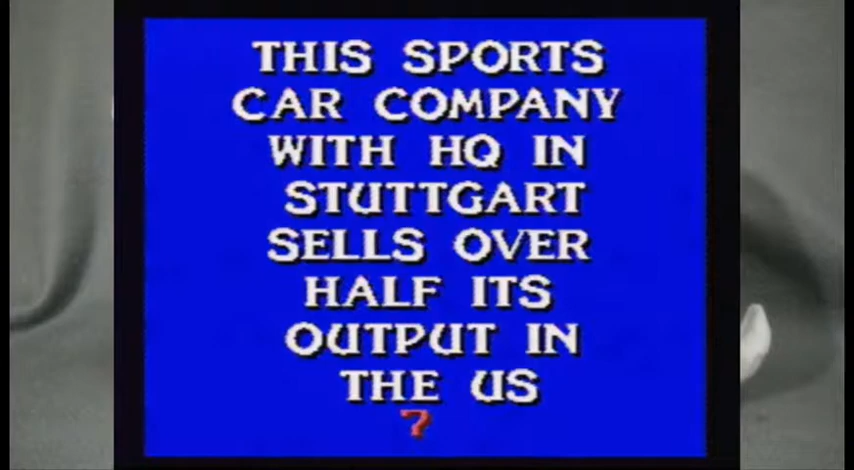 THIS SPORTS
CAR COMPANY
WITH HQ IN
STUTTGART
SELLS OVER
HALF ITS
OUTPUT IN
THE US
7